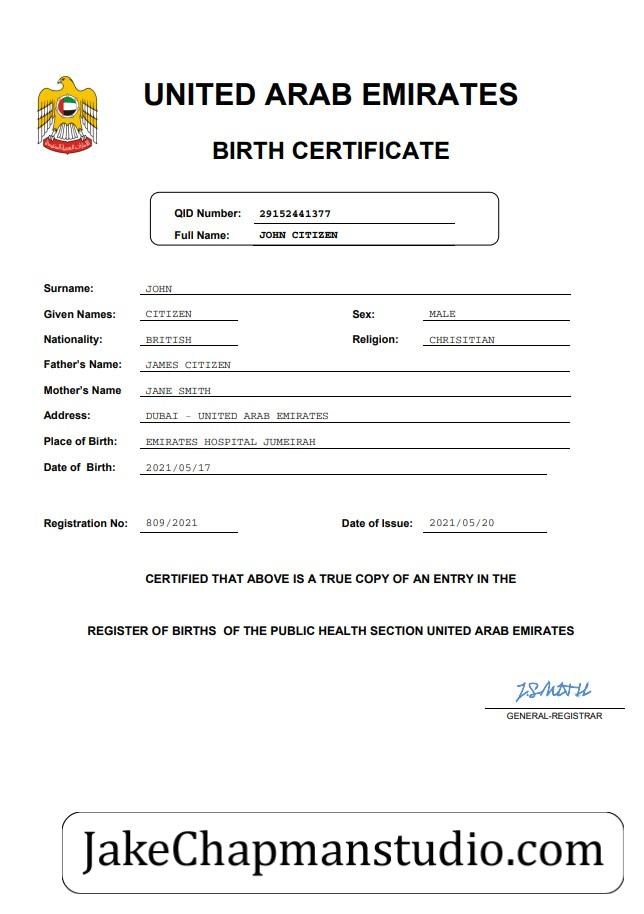 UNITED ARAB EMIRATES
BIRTH CERTIFICATE
QID Number: 29152441377
Full Name: JOHN CITIZEN
Surname: JOHN
Given Names: CITIZEN Sex: MALE
Nationality: BRITISH Religion: CHRISITIAN
Father's Name: JAMES CITIZEN
Mother's Name JANE SMITH
Address: DUBAI - UNITED ARAB EMIRATES
Place of Birth: EMIRATES HOSPITAL JUMEIRAH
Date of Birth: 2021/05/17
Registration No: 809/2021 Date of Issue: 2021/05/20
CERTIFIED THAT ABOVE IS A TRUE COPY OF AN ENTRY IN THE
REGISTER OF BIRTHS OF THE PUBLIC HEALTH SECTION UNITED ARAB EMIRATES
J.SMITH
GENERAL-REGISTRAR
JakeChapmanstudio.com